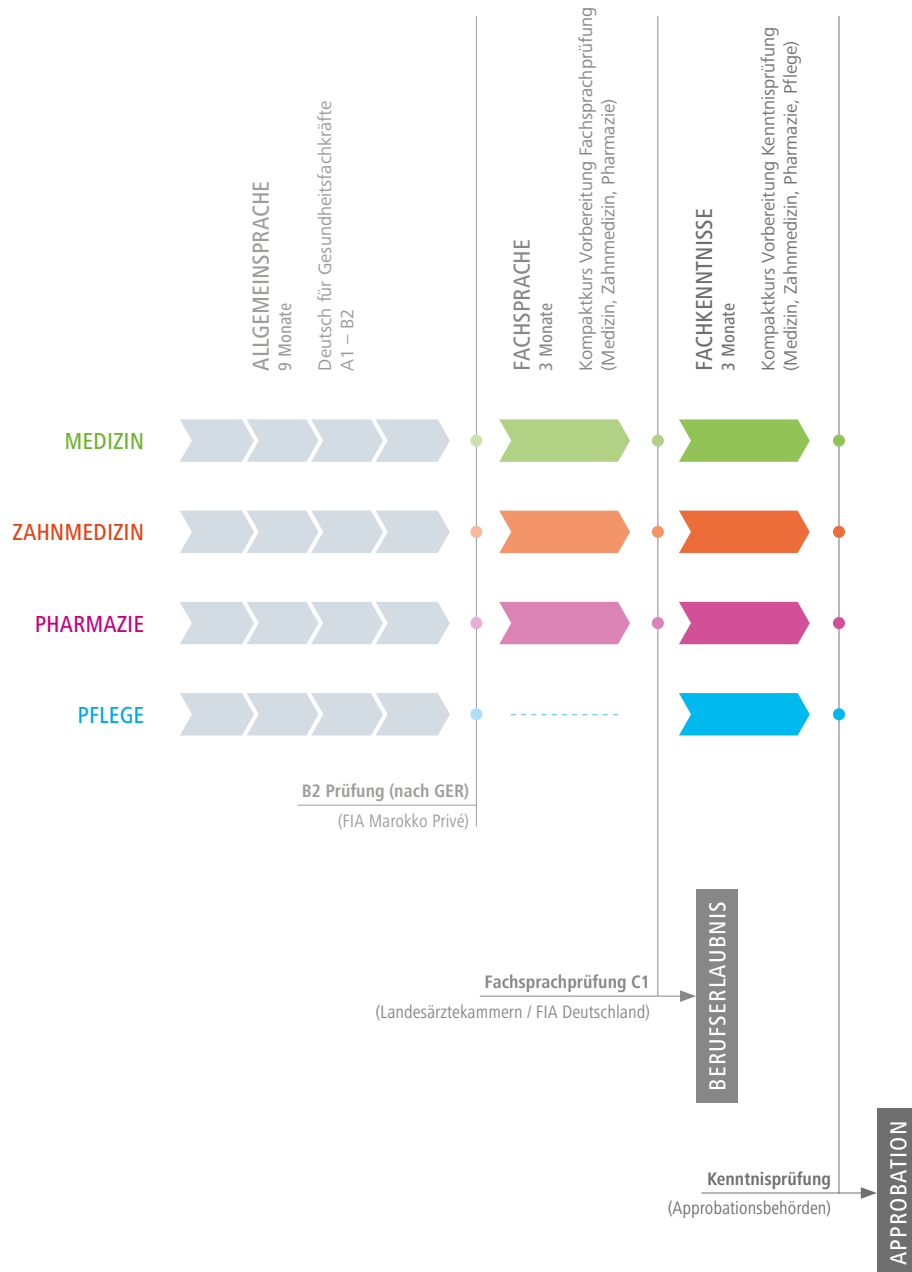 ALLGEMEINSPRACHE
9 Monate
Deutsch für Gesundheitsfachkräfte
A1 – B2
FACHSPRACHE
3 Monate
Kompaktkurs Vorbereitung Fachsprachprüfung
(Medizin, Zahnmedizin, Pharmazie)
FACHKENNTNISSE
3 Monate
Kompaktkurs Vorbereitung Kenntnisprüfung
(Medizin, Zahnmedizin, Pharmazie, Pflege)
MEDIZIN
ZAHNMEDIZIN
PHARMAZIE
PFLEGE
B2 Prüfung (nach GER)
(FIA Marokko Privé)
Fachsprachprüfung C1
(Landesärztekammern / FIA Deutschland)
BERUFSERLAUBNIS
Kenntnisprüfung
(Approbationsbehörden)
APPROBATION